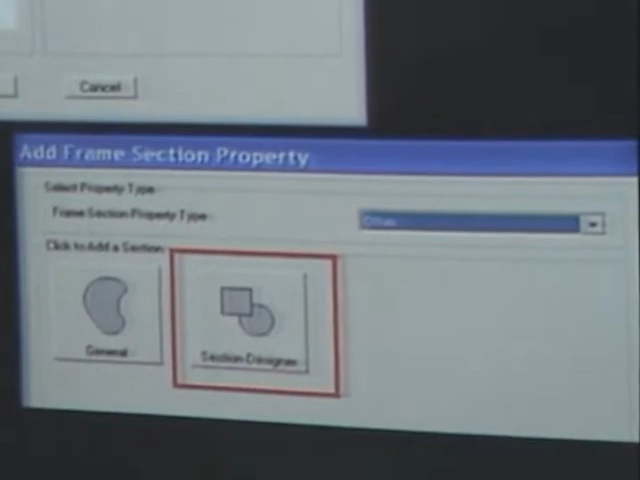 Cancel
Add Frame Section Property
Select Property Type
Frame Section Property Type
Other
Click to Add a Section
General
Section Designer